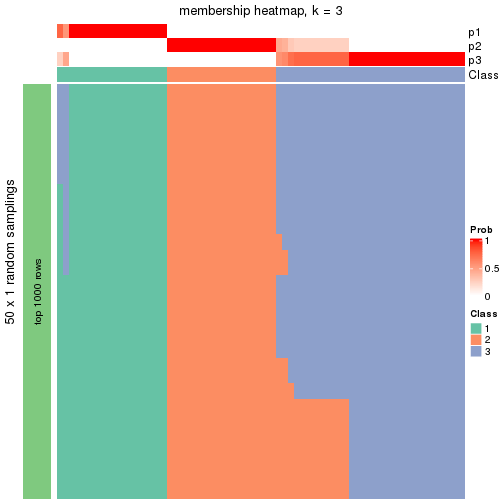 membership heatmap, k = 3
p1
p2
p3
Class
50 x 1 random samplings
top 1000 rows
Prob
1
0.5
0
Class
1
2
3